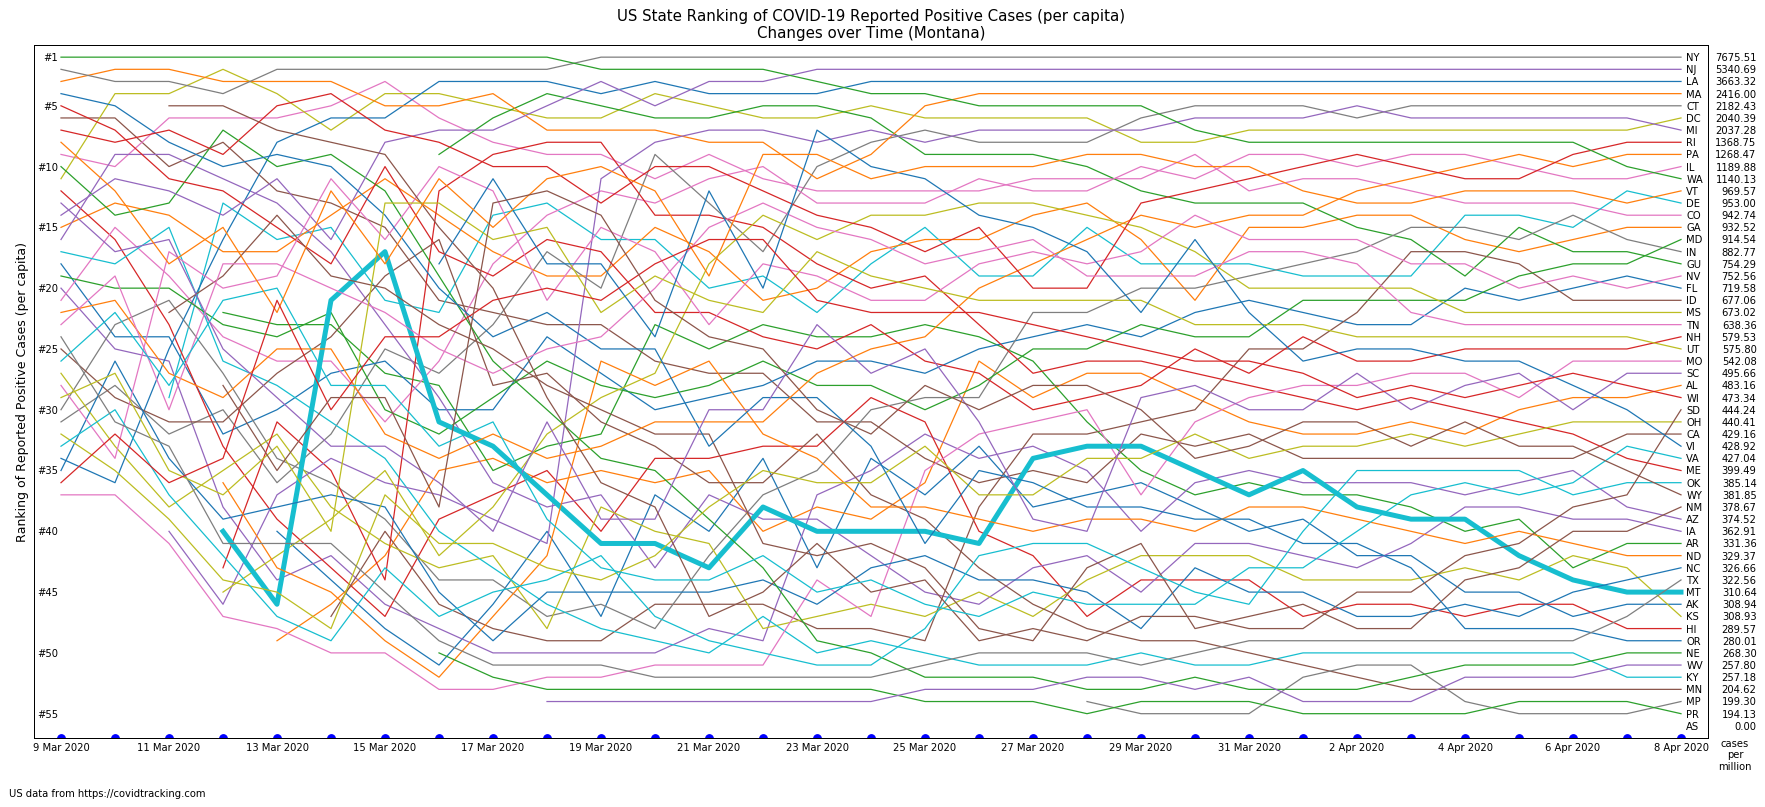 US State Ranking of COVID-19 Reported Positive Cases (per capita)
Changes over Time (Montana)
Ranking of Reported Positive Cases (per capita)
#1
#5
#10
#15
#20
#25
#30
#35
#40
#45
#50
#55
NY 7675.51
NJ 5340.69
LA 3663.32
MA 2416.00
CT 2182.43
DC 2040.39
MI 2037.28
RI 1368.75
PA 1268.47
IL 1189.88
WA 1140.13
VT 969.57
DE 953.00
CO 942.74
GA 932.52
MD 914.54
IN 882.77
GU 754.29
NV 752.56
FL 719.58
ID 677.06
MS 673.02
TN 638.36
NH 579.53
UT 575.80
MO 542.08
SC 495.66
AL 483.16
WI 473.34
SD 444.24
OH 440.41
CA 429.16
VI 428.92
VA 427.04
ME 399.49
OK 385.14
WY 381.85
NM 378.67
AZ 374.52
IA 362.91
AR 331.36
ND 329.37
NC 326.66
TX 322.56
MT 310.64
AK 308.94
KS 308.93
HI 289.57
OR 280.01
NE 268.30
WV 257.80
KY 257.18
MN 204.62
MP 199.30
PR 194.13
AS 0.00
9 Mar 2020 11 Mar 2020 13 Mar 2020 15 Mar 2020 17 Mar 2020 19 Mar 2020 21 Mar 2020 23 Mar 2020 25 Mar 2020 27 Mar 2020 29 Mar 2020 31 Mar 2020 2 Apr 2020 4 Apr 2020 6 Apr 2020 8 Apr 2020
cases
per
million
US data from https://covidtracking.com